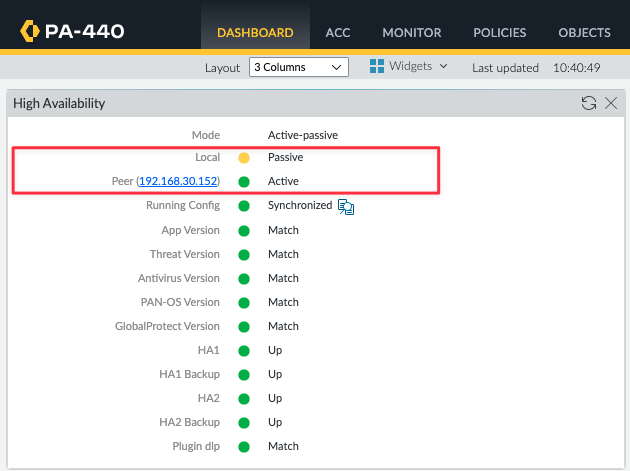 PA-440 DASHBOARD ACC MONITOR POLICIES OBJECTS
Layout 3 Columns Widgets Last updated 10:40:49
High Availability
Mode Active-passive
Local Passive
Peer (192.168.30.152) Active
Running Config Synchronized
App Version Match
Threat Version Match
Antivirus Version Match
PAN-OS Version Match
GlobalProtect Version Match
HA1 Up
HA1 Backup Up
HA2 Up
HA2 Backup Up
Plugin dlp Match